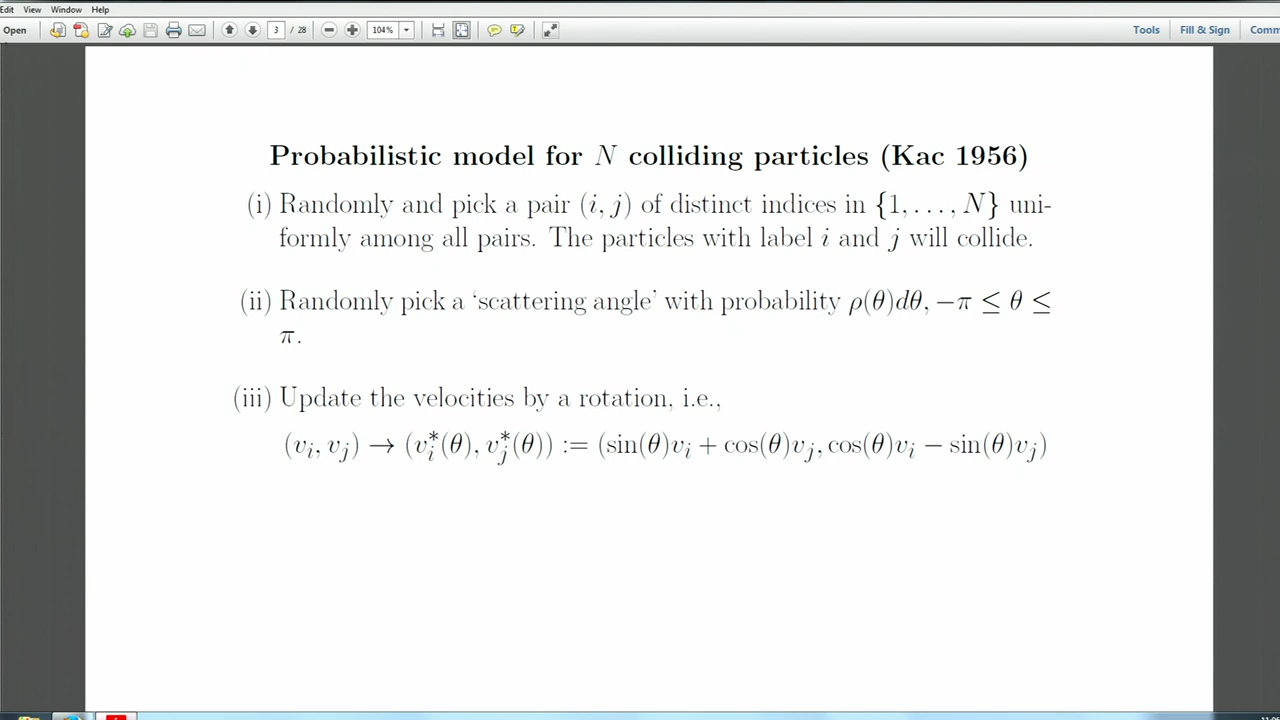 Edit View Window Help
Open 3 / 28 104% Tools Fill & Sign
Probabilistic model for N colliding particles (Kac 1956)
(i) Randomly and pick a pair (i, j) of distinct indices in {1, . . . , N} uni-
formly among all pairs. The particles with label i and j will collide.
(ii) Randomly pick a ‘scattering angle’ with probability ρ(θ)dθ, −π ≤ θ ≤
π.
(iii) Update the velocities by a rotation, i.e.,
(v_i, v_j) → (v_i^*(θ), v_j^*(θ)) := (sin(θ)v_i + cos(θ)v_j, cos(θ)v_i − sin(θ)v_j)